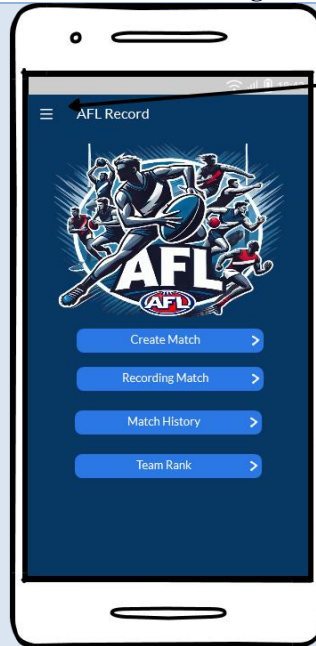 AFL Record
AFL
AFL
Create Match
Recording Match
Match History
Team Rank